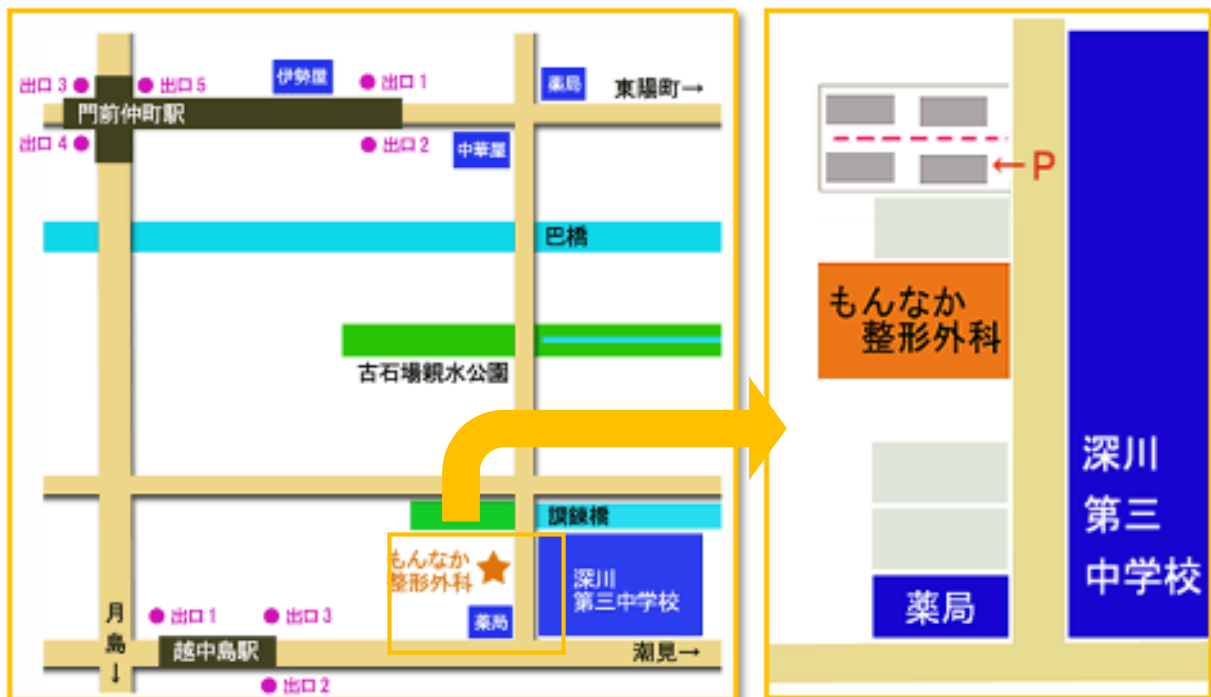 出口 3
出口 5
伊勢屋
出口 1
薬局
東陽町→
門前仲町駅
出口 4
出口 2
中華屋
巴橋
古石場親水公園
調錬橋
もんなか
整形外科
深川
第三中学校
薬局
月島↓
出口 1
出口 3
越中島駅
潮見→
出口 2
←P
もんなか
整形外科
深川
第三
中学校
薬局